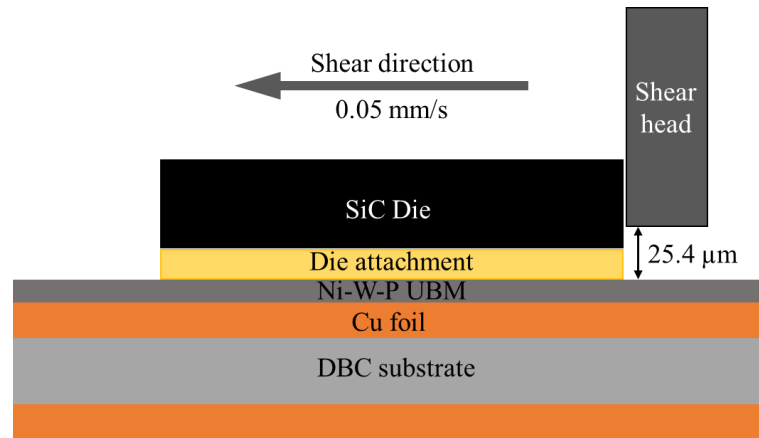 Shear direction
0.05 mm/s
Shear
head
SiC Die
25.4 µm
Die attachment
Ni-W-P UBM
Cu foil
DBC substrate